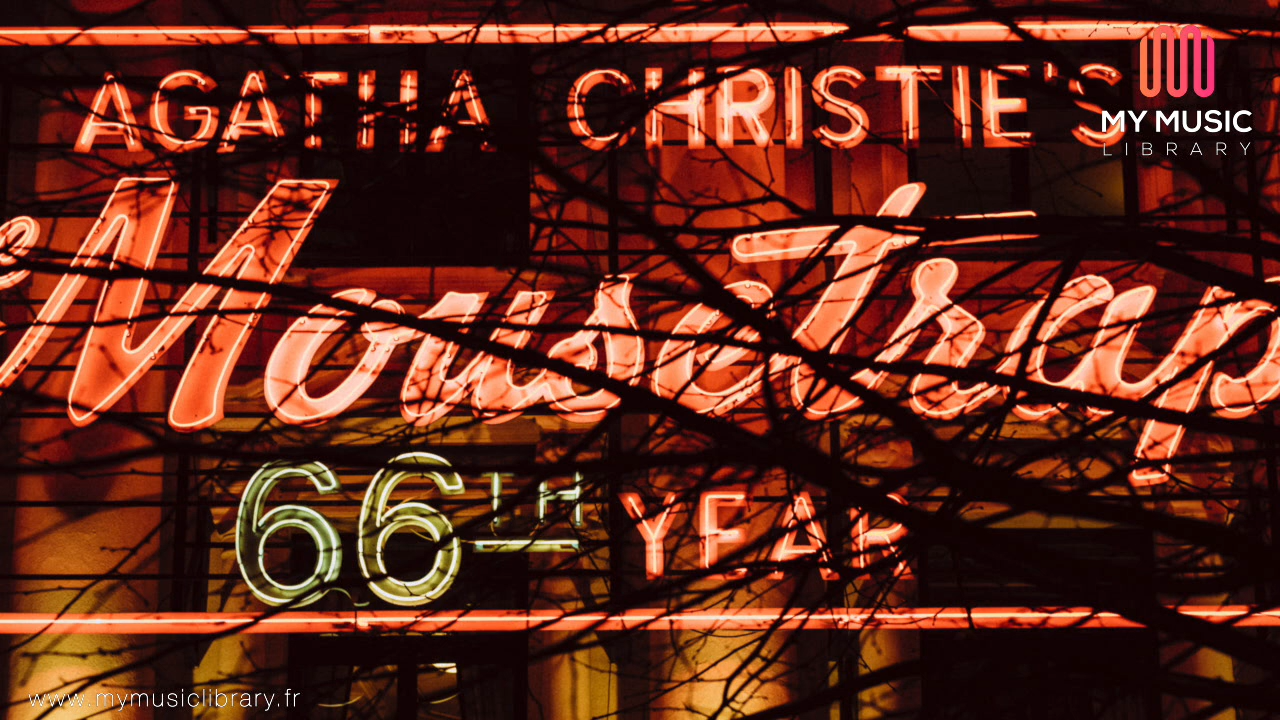 AGATHA CHRISTIE'S
MY MUSIC
LIBRARY
e MouseTrap
66TH YEAR
www.mymusiclibrary.fr